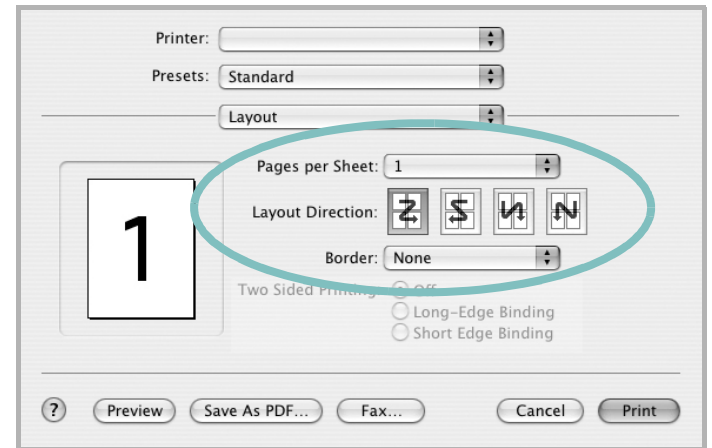 Printer:
Presets: Standard
Layout
Pages per Sheet: 1
Layout Direction:
Border: None
1
Two Sided Printing: Off
Long-Edge Binding
Short Edge Binding
? Preview Save As PDF... Fax... Cancel Print